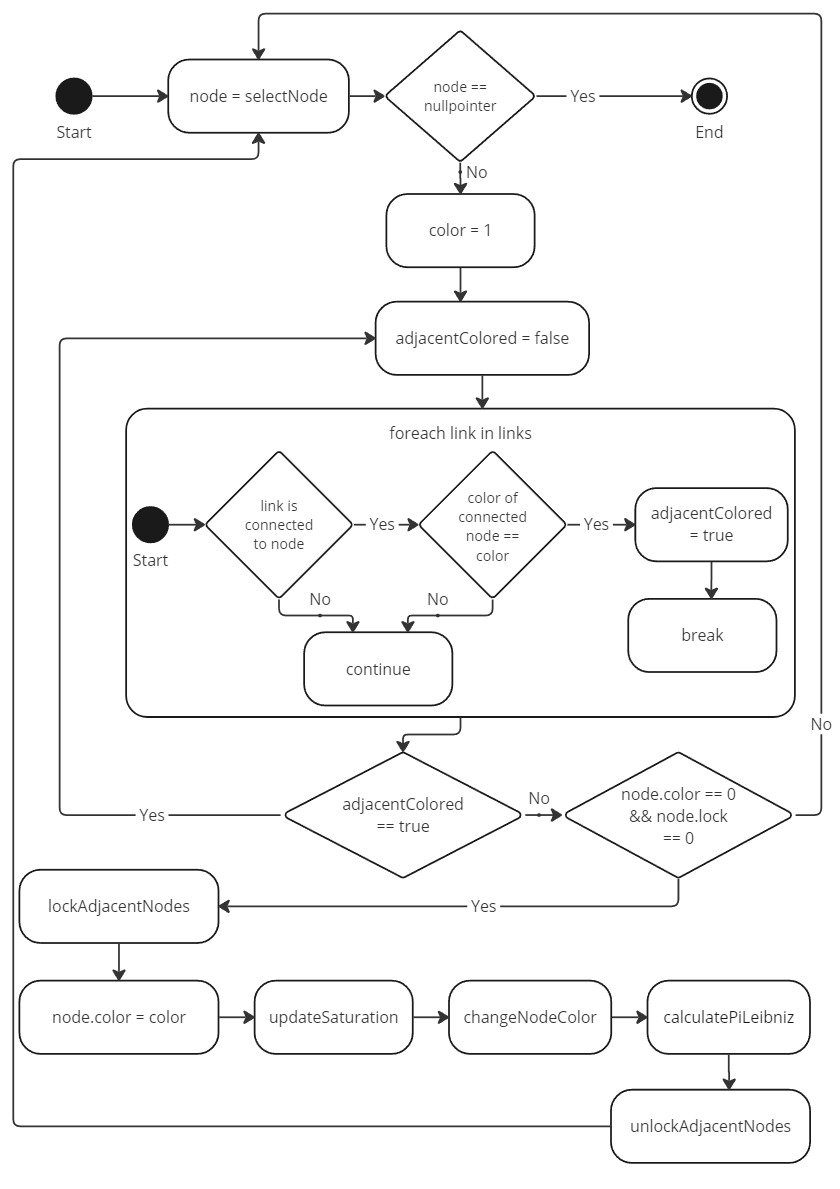 node = selectNode
node ==
nullpointer
Yes
Start
End
No
color = 1
adjacentColored = false
foreach link in links
link is
connected
to node
Yes
color of
connected
node ==
color
Yes
adjacentColored
= true
Start
No
No
break
continue
No
adjacentColored
== true
Yes
No
node.color == 0
&& node.lock
== 0
lockAdjacentNodes
Yes
node.color = color
updateSaturation
changeNodeColor
calculatePiLeibniz
unlockAdjacentNodes